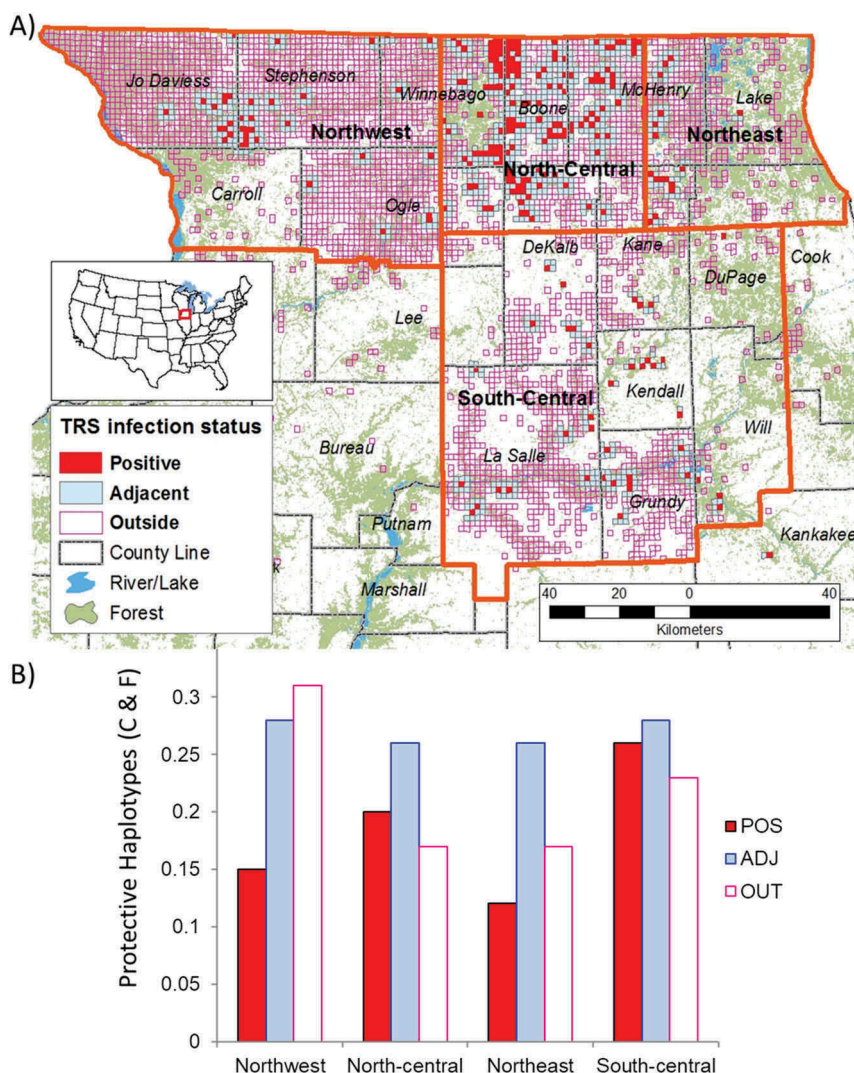 A)
Jo Daviess
Stephenson
Winnebago
Boone
McHenry
Lake
Northwest
Northeast
North-Central
Carroll
Ogle
DeKalb
Kane
DuPage
Cook
Lee
South-Central
Kendall
Will
La Salle
Grundy
Bureau
Putnam
Kankakee
Marshall
TRS infection status
Positive
Adjacent
Outside
County Line
River/Lake
Forest
k
40 20 0 40
Kilometers
B)
Protective Haplotypes (C & F)
0.3
0.25
0.2
0.15
0.1
0.05
0
POS
ADJ
OUT
Northwest North-central Northeast South-central